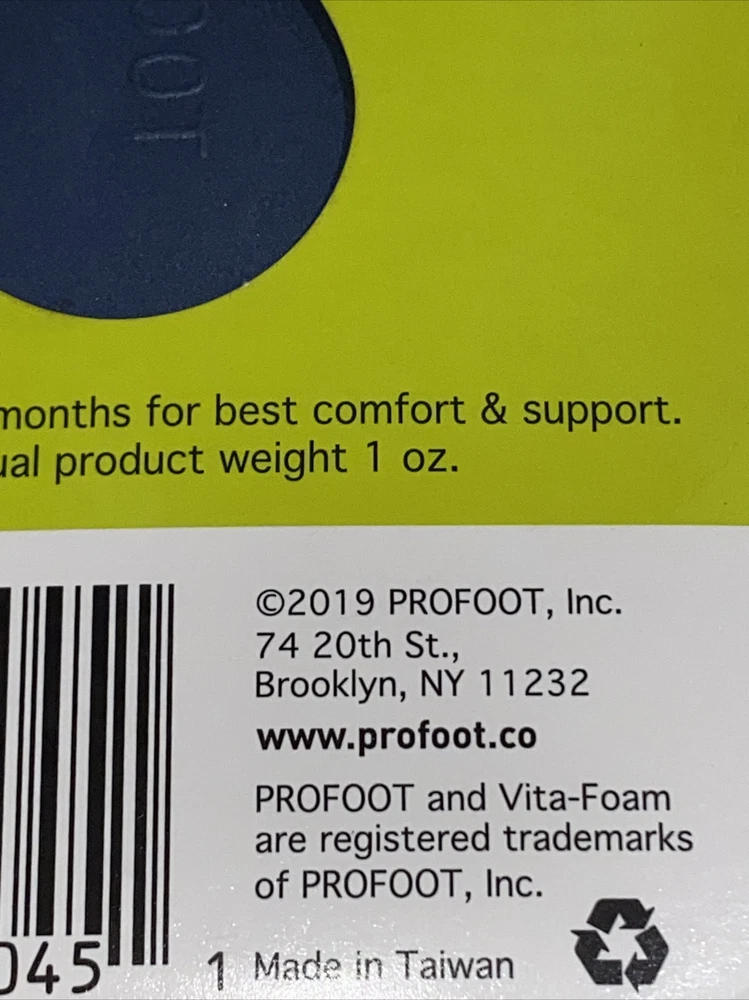 OOT
months for best comfort & support.
ual product weight 1 oz.
©2019 PROFOOT, Inc.
74 20th St.,
Brooklyn, NY 11232
www.profoot.co
PROFOOT and Vita-Foam
are registered trademarks
of PROFOOT, Inc.
045 1 Made in Taiwan